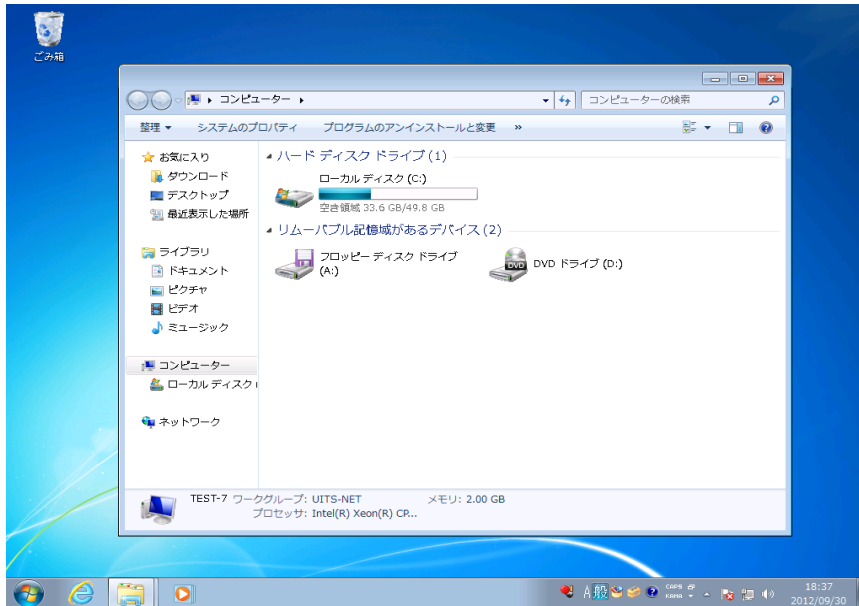 ごみ箱
コンピューター
コンピューターの検索
整理 システムのプロパティ プログラムのアンインストールと変更 »
お気に入り
ダウンロード
デスクトップ
最近表示した場所
ライブラリ
ドキュメント
ピクチャ
ビデオ
ミュージック
コンピューター
ローカル ディスク
ネットワーク
ハード ディスク ドライブ (1)
ローカル ディスク (C:)
空き領域 33.6 GB/49.8 GB
リムーバブル記憶域があるデバイス (2)
フロッピー ディスク ドライブ
(A:)
DVD
DVD ドライブ (D:)
TEST-7 ワークグループ: UITS-NET メモリ: 2.00 GB
プロセッサ: Intel(R) Xeon(R) CP...
A 般 CAPS
KANA
18:37
2012/09/30